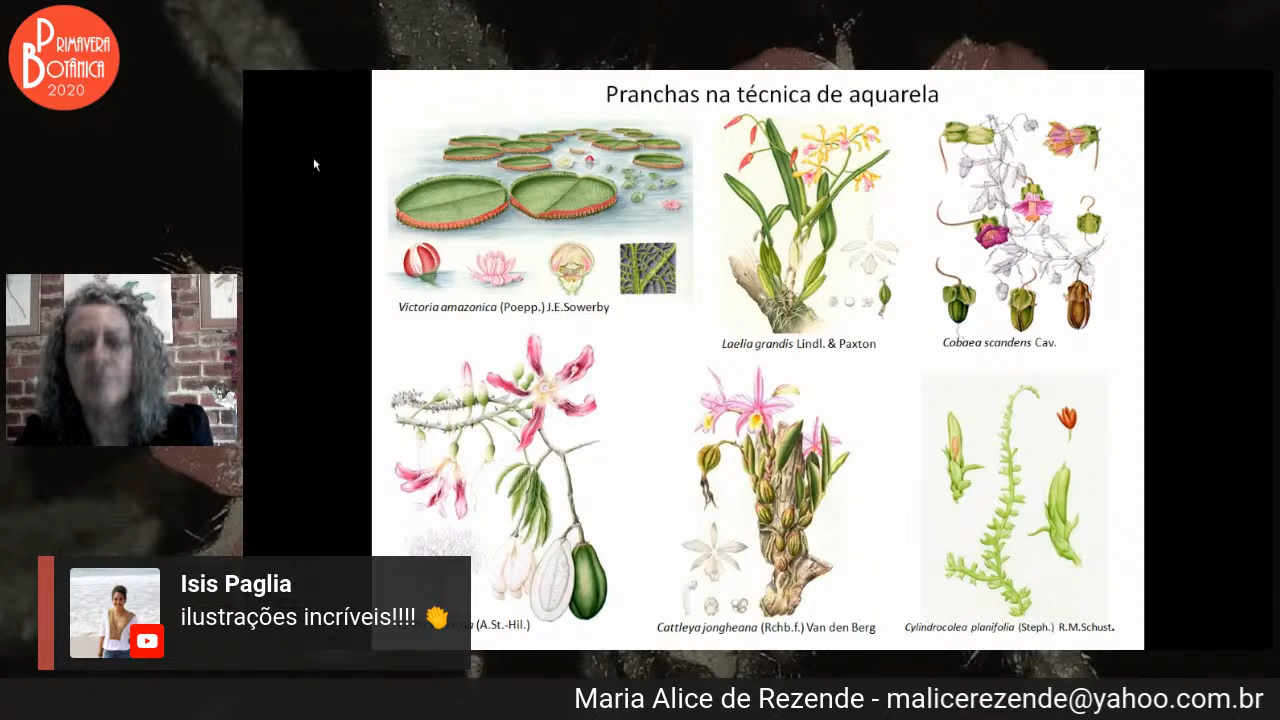 PRIMAVERA
BOTÂNICA
2020
Pranchas na técnica de aquarela
Victoria amazonica (Poepp.) J.E.Sowerby
Laelia grandis Lindl. & Paxton
Cobaea scandens Cav.
(A.St.-Hil.)
Cattleya jongheana (Rchb.f.) Van den Berg
Cylindrocolea planifolia (Steph.) R.M.Schust.
Isis Paglia
ilustrações incríveis!!!! 👏
Maria Alice de Rezende - malicerezende@yahoo.com.br